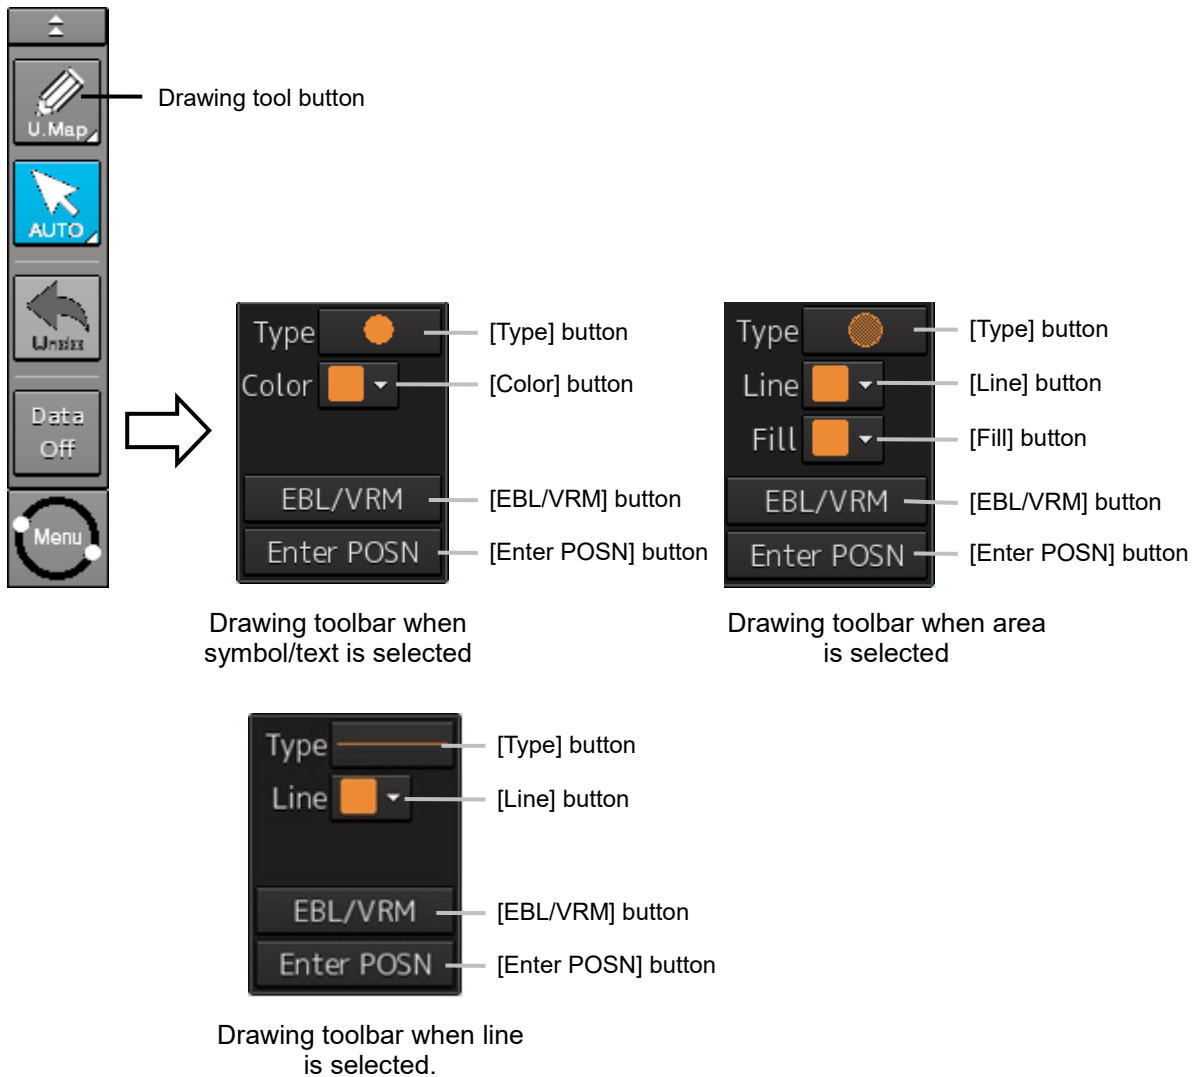 U.Map
Drawing tool button
AUTO
Undo
Data
Off
Menu
Type
[Type] button
Color
[Color] button
EBL/VRM
[EBL/VRM] button
Enter POSN
[Enter POSN] button
Drawing toolbar when
symbol/text is selected
Type
[Type] button
Line
[Line] button
Fill
[Fill] button
EBL/VRM
[EBL/VRM] button
Enter POSN
[Enter POSN] button
Drawing toolbar when area
is selected
Type
[Type] button
Line
[Line] button
EBL/VRM
[EBL/VRM] button
Enter POSN
[Enter POSN] button
Drawing toolbar when line
is selected.